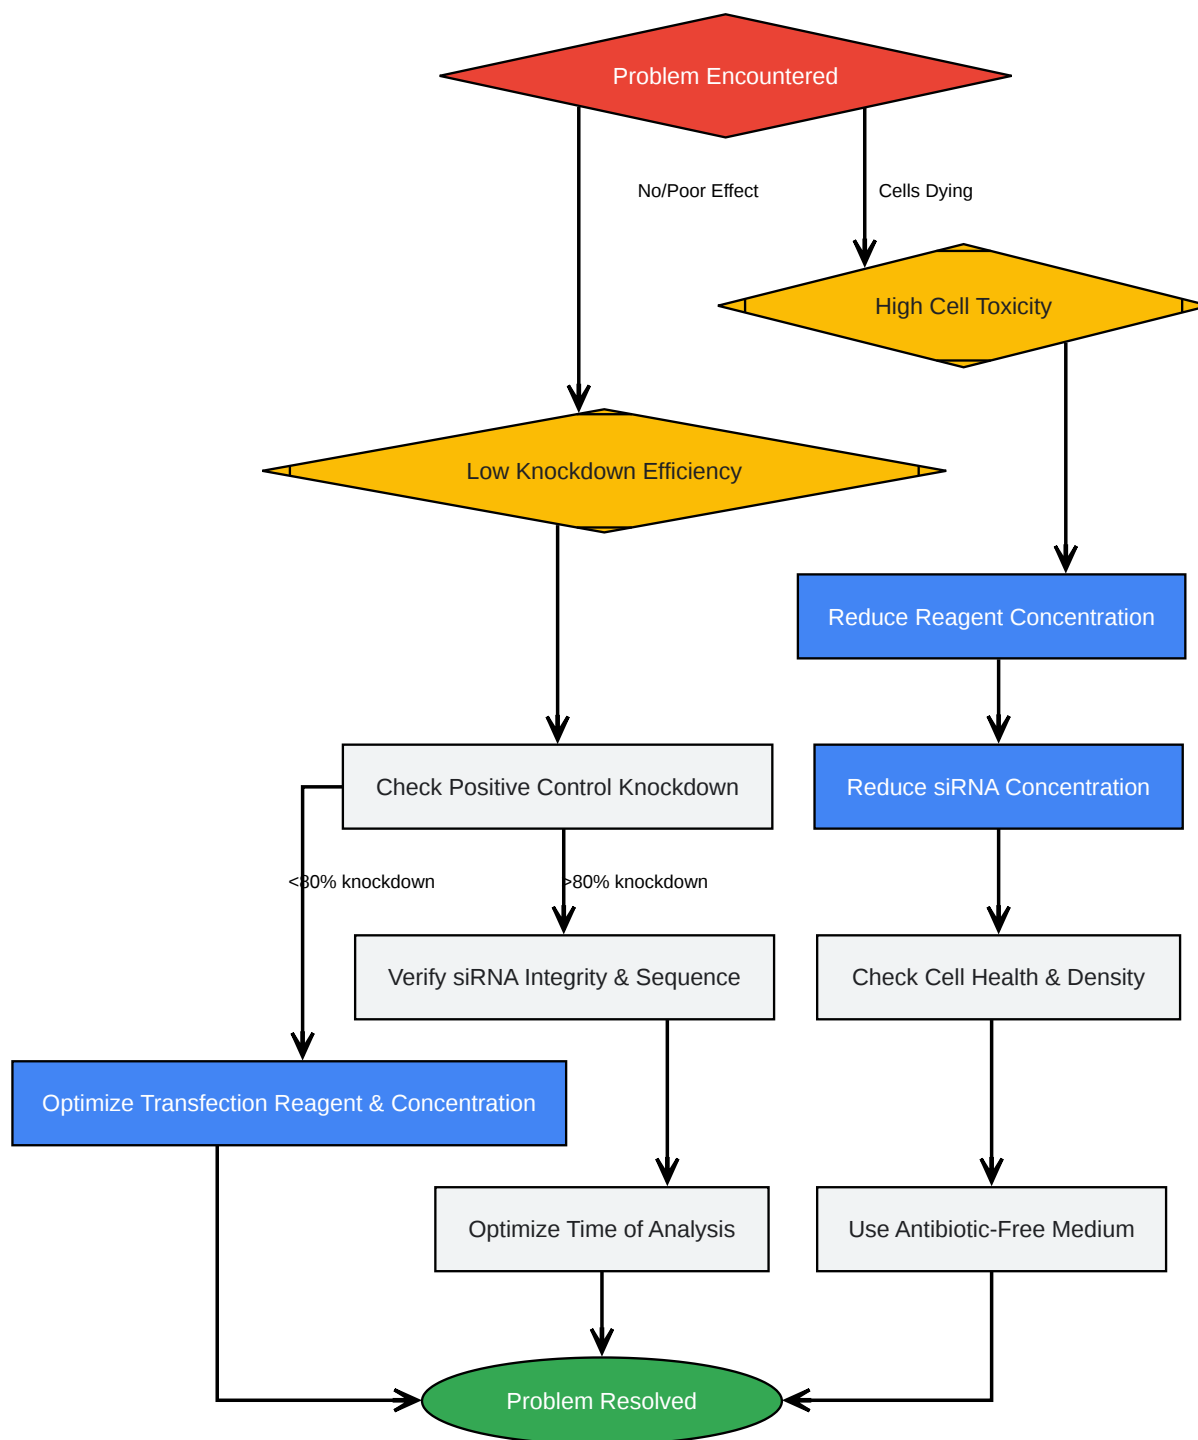 Problem Encountered
No/Poor Effect
Cells Dying
High Cell Toxicity
Low Knockdown Efficiency
Reduce Reagent Concentration
Check Positive Control Knockdown
Reduce siRNA Concentration
<80% knockdown
>80% knockdown
Verify siRNA Integrity & Sequence
Check Cell Health & Density
Optimize Transfection Reagent & Concentration
Optimize Time of Analysis
Use Antibiotic-Free Medium
Problem Resolved